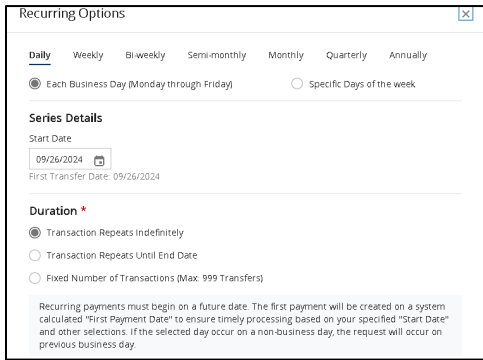 Recurring Options
Daily Weekly Bi-weekly Semi-monthly Monthly Quarterly Annually
Each Business Day (Monday through Friday) Specific Days of the week
Series Details
Start Date
09/26/2024
First Transfer Date: 09/26/2024
Duration *
Transaction Repeats Indefinitely
Transaction Repeats Until End Date
Fixed Number of Transactions (Max: 999 Transfers)
Recurring payments must begin on a future date. The first payment will be created on a system
calculated "First Payment Date" to ensure timely processing based on your specified "Start Date"
and other selections. If the selected day occur on a non-business day, the request will occur on
previous business day.